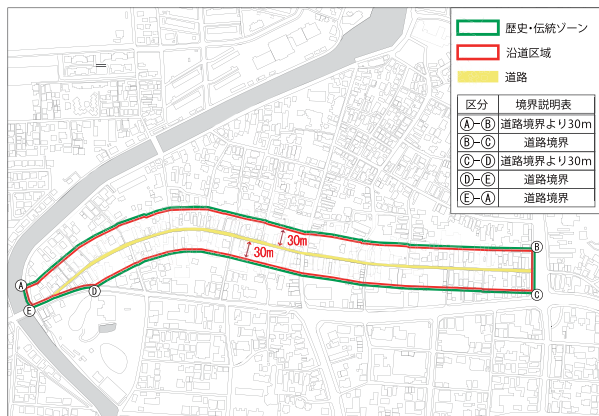 歴史・伝統ゾーン
沿道区域
道路
区分 境界説明表
Ⓐ-Ⓑ 道路境界より30m
Ⓑ-Ⓒ 道路境界
Ⓒ-Ⓓ 道路境界より30m
Ⓓ-Ⓔ 道路境界
Ⓔ-Ⓐ 道路境界
30m
30m
Ⓑ
Ⓐ
Ⓓ
Ⓒ
Ⓔ